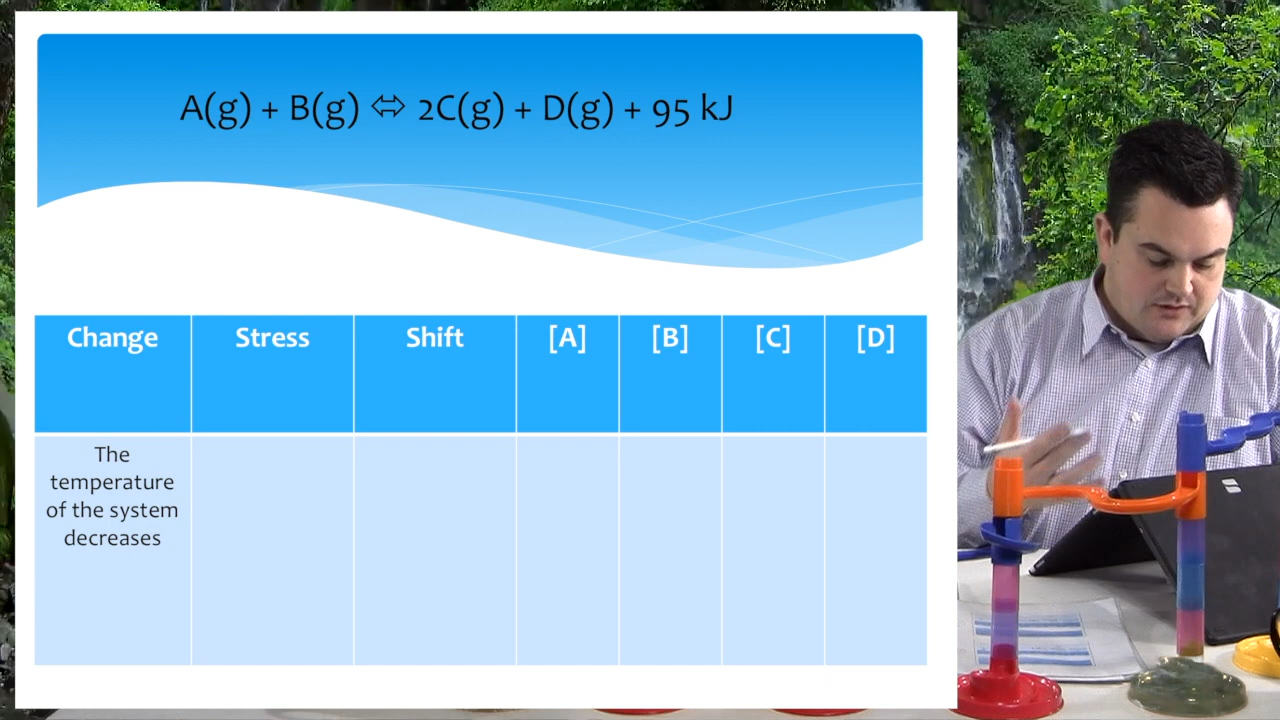 A(g) + B(g) ⬄ 2C(g) + D(g) + 95 kJ
Change Stress Shift [A] [B] [C] [D]
The
temperature
of the system
decreases